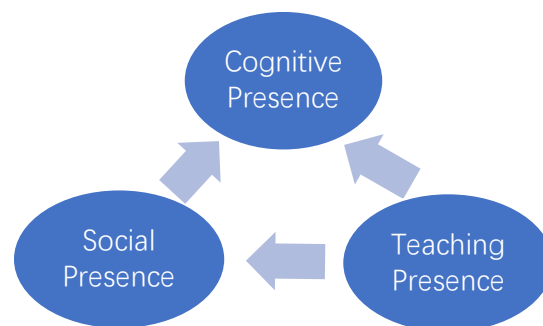 Cognitive
Presence
Social
Presence
Teaching
Presence